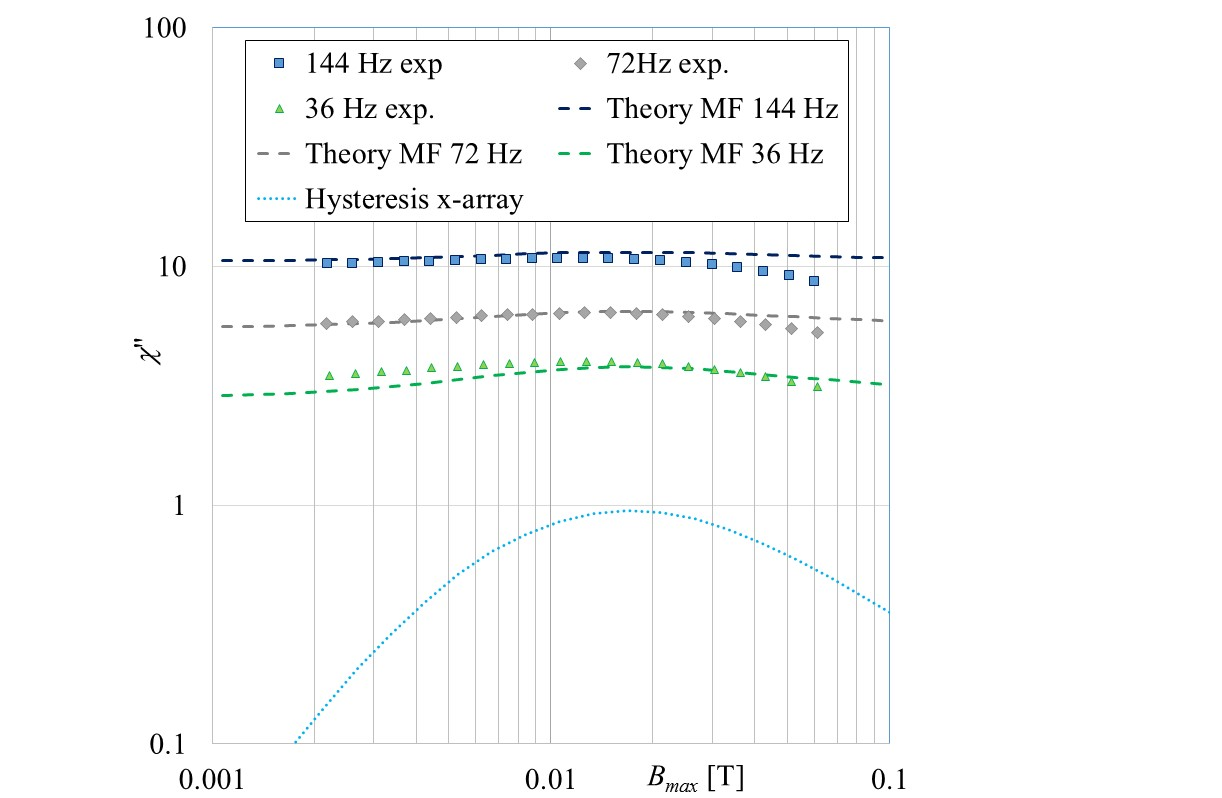 100
144 Hz exp 72Hz exp.
36 Hz exp. Theory MF 144 Hz
Theory MF 72 Hz Theory MF 36 Hz
Hysteresis x-array
10
χ"
1
0.1
0.001 0.01 Bmax [T] 0.1